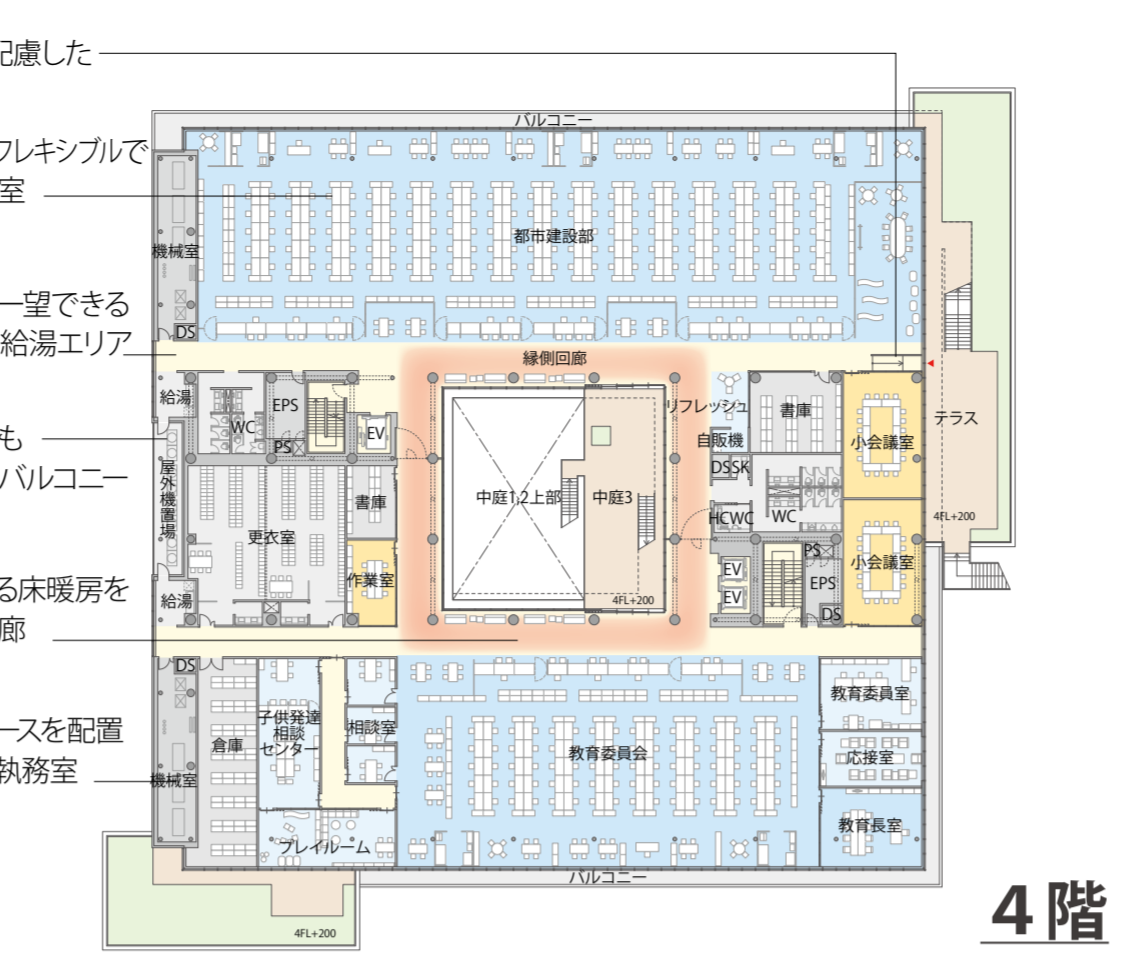 配慮した
フレキシブルで
室
一望できる
給湯エリア
も
バルコニー
る床暖房を
廊
ースを配置
執務室
バルコニー
機械室
都市建設部
DS
縁側回廊
給湯
WC
EPS
PS
EV
リフレッシュ
自販機
書庫
小会議室
テラス
DS
SK
屋外機置場
更衣室
書庫
中庭1,2上部
中庭3
HCWC
WC
4FL+200
PS
小会議室
作業室
EV
EPS
給湯
EV
DS
4FL+200
DS
子供発達
相談
センター
相談室
倉庫
教育委員会
教育委員室
応接室
機械室
プレイルーム
教育長室
バルコニー
4FL+200
4階